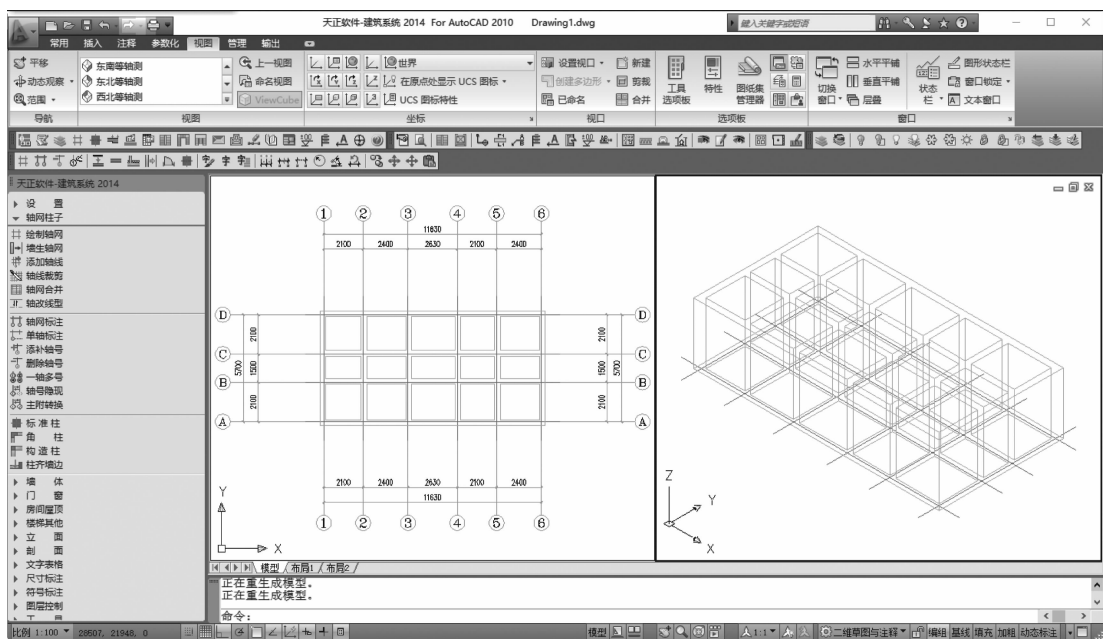 天正软件-建筑系统 2014 For AutoCAD 2010 Drawing1.dwg
键入关键字或短语
常用 插入 注释 参数化 视图 管理 输出
平移
动态观察
范围
导航
东南等轴测
东北等轴测
西北等轴测
视图
上一视图
命名视图
ViewCube
世界
在原点处显示 UCS 图标
UCS 图标特性
坐标
设置视口
创建多边形
已命名
新建
剪裁
合并
视口
工具
选项板
特性
图纸集
管理器
选项板
切换
窗口
水平平铺
垂直平铺
层叠
状态
栏
图形状态栏
窗口锁定
文本窗口
窗口
天正软件-建筑系统 2014
设 置
轴网柱子
绘制轴网
墙生轴网
添加轴线
轴线裁剪
轴网合并
轴改线型
轴网标注
单轴标注
添补轴号
删除轴号
一轴多号
轴号隐现
主附转换
标准柱
角 柱
构造柱
柱齐墙边
墙 体
门 窗
房间屋顶
楼梯其他
立 面
剖 面
文字表格
尺寸标注
符号标注
图层控制
工 具
1 2 3 4 5 6
11630
2100 2400 2630 2100 2400
D D
2100 2100
C C
5700 1500 1500 5700
B B
2100 2100
A A
2100 2400 2630 2100 2400
11630
1 2 3 4 5 6
Y
X
Z
Y
X
模型 布局1 布局2
正在重生成模型。
正在重生成模型。
命令:
比例 1:100 28507, 21948, 0 模型 1:1 二维草图与注释 编组 基线 填充 加粗 动态标注